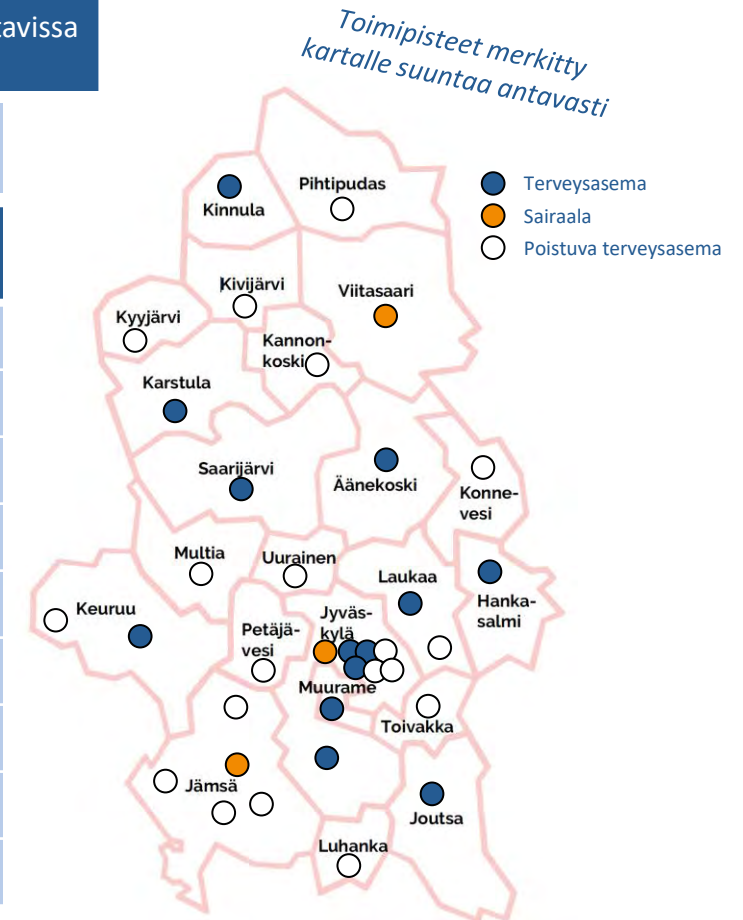 Toimipisteet merkitty
kartalle suuntaa antavasti
Terveysasema
Sairaala
Poistuva terveysasema
Pihtipudas
Kinnula
Kivijärvi
Viitasaari
Kyyjärvi
Kannon-
koski
Karstula
Saarijärvi
Äänekoski
Konne-
vesi
Multia
Uurainen
Laukaa
Hanka-
salmi
Keuruu
Petäjä-
vesi
Jyväs-
kylä
Muurame
Toivakka
Jämsä
Joutsa
Luhanka